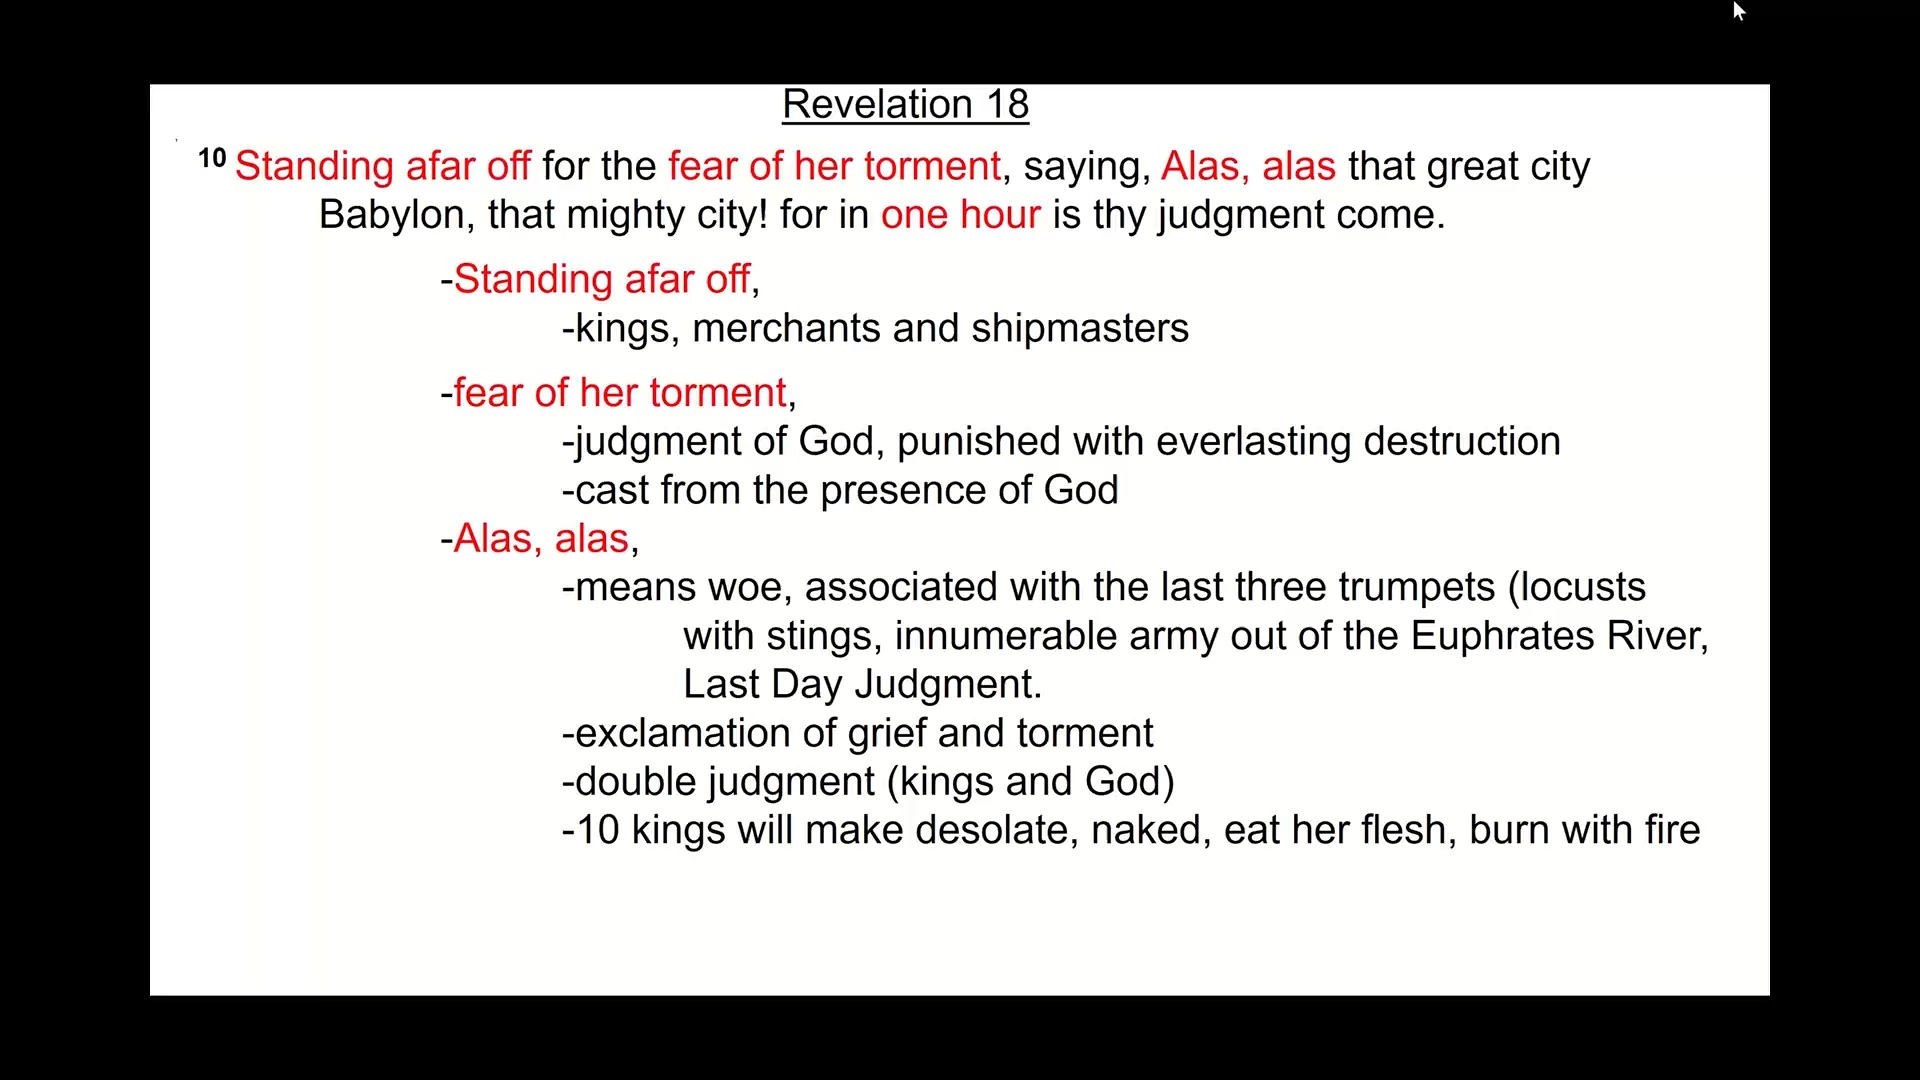 Revelation 18
10 Standing afar off for the fear of her torment, saying, Alas, alas that great city
Babylon, that mighty city! for in one hour is thy judgment come.
-Standing afar off,
-kings, merchants and shipmasters
-fear of her torment,
-judgment of God, punished with everlasting destruction
-cast from the presence of God
-Alas, alas,
-means woe, associated with the last three trumpets (locusts
with stings, innumerable army out of the Euphrates River,
Last Day Judgment.
-exclamation of grief and torment
-double judgment (kings and God)
-10 kings will make desolate, naked, eat her flesh, burn with fire